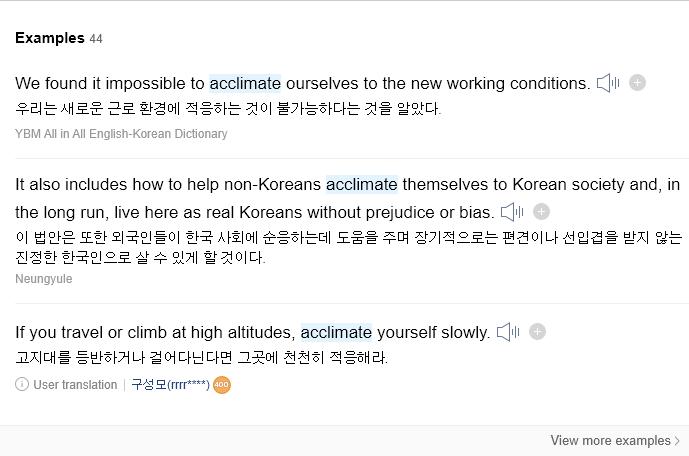 Examples 44
We found it impossible to acclimate ourselves to the new working conditions.
우리는 새로운 근로 환경에 적응하는 것이 불가능하다는 것을 알았다.
YBM All in All English-Korean Dictionary
It also includes how to help non-Koreans acclimate themselves to Korean society and, in
the long run, live here as real Koreans without prejudice or bias.
이 법안은 또한 외국인들이 한국 사회에 순응하는데 도움을 주며 장기적으로는 편견이나 선입겹을 받지 않는
진정한 한국인으로 살 수 있게 할 것이다.
Neungyule
If you travel or climb at high altitudes, acclimate yourself slowly.
고지대를 등반하거나 걸어다닌다면 그곳에 천천히 적응해라.
User translation | 구성모(rrrr****) 400
View more examples